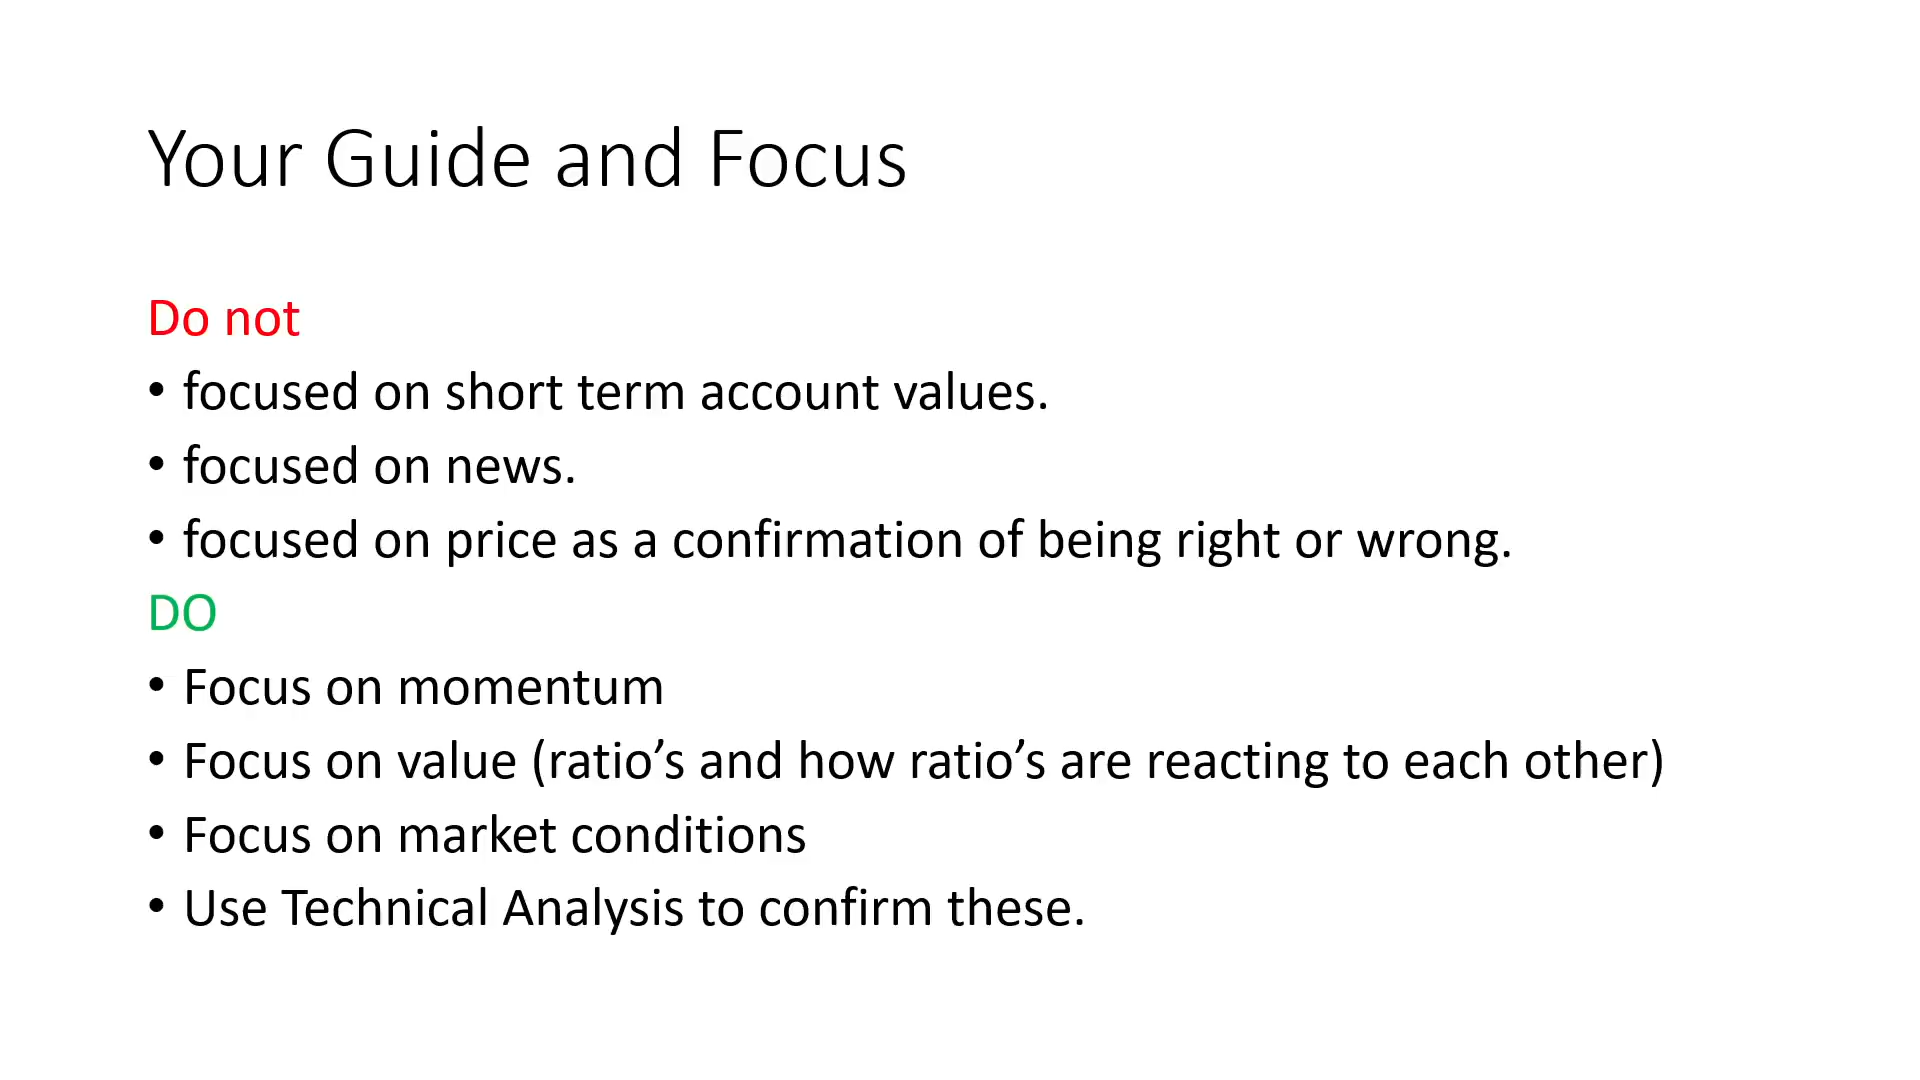 Your Guide and Focus
Do not
• focused on short term account values.
• focused on news.
• focused on price as a confirmation of being right or wrong.
DO
• Focus on momentum
• Focus on value (ratio’s and how ratio’s are reacting to each other)
• Focus on market conditions
• Use Technical Analysis to confirm these.